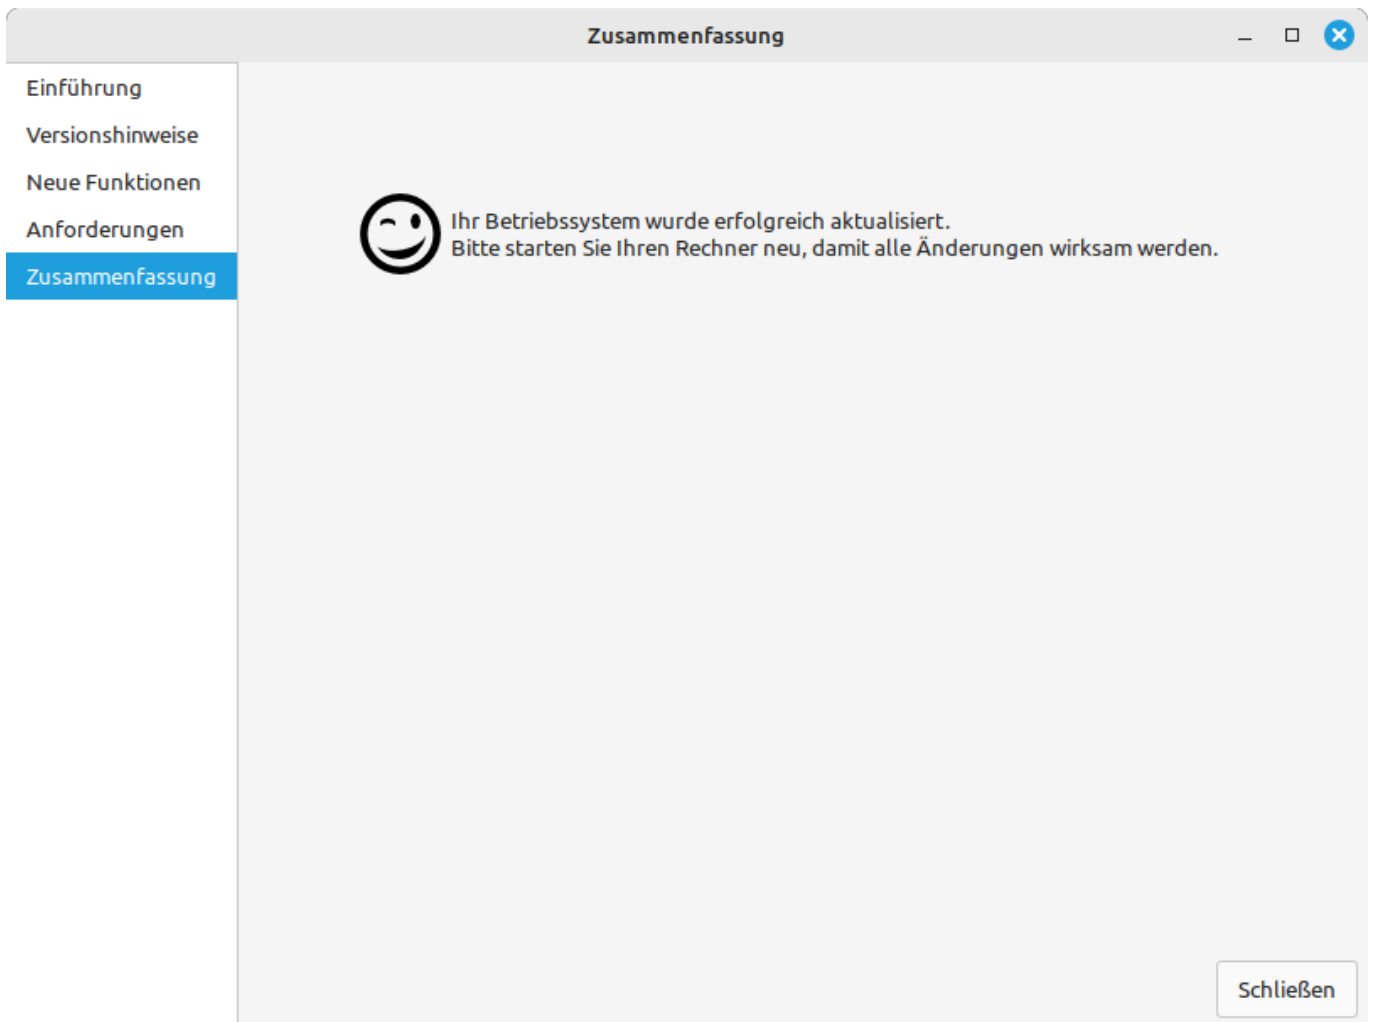 Zusammenfassung
Einführung
Versionshinweise
Neue Funktionen
Anforderungen
Zusammenfassung
Ihr Betriebssystem wurde erfolgreich aktualisiert.
Bitte starten Sie Ihren Rechner neu, damit alle Änderungen wirksam werden.
Schließen